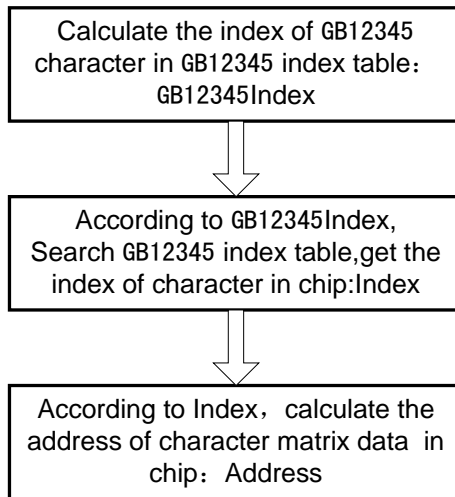 Calculate the index of GB12345
character in GB12345 index table：
GB12345Index
According to GB12345Index,
Search GB12345 index table,get the
index of character in chip:Index
According to Index，calculate the
address of character matrix data  in
chip：Address